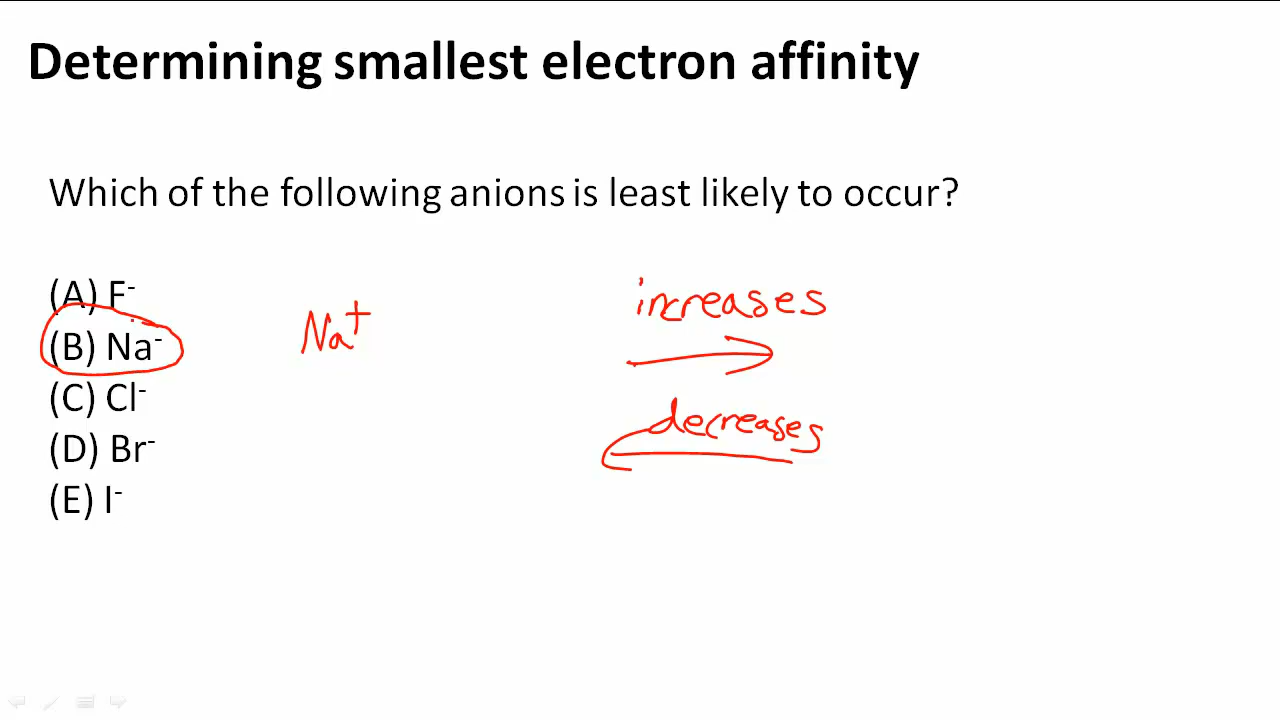 Determining smallest electron affinity
Which of the following anions is least likely to occur?
(A) F⁻
(B) Na⁻
(C) Cl⁻
(D) Br⁻
(E) I⁻
Na⁺
increases
decreases